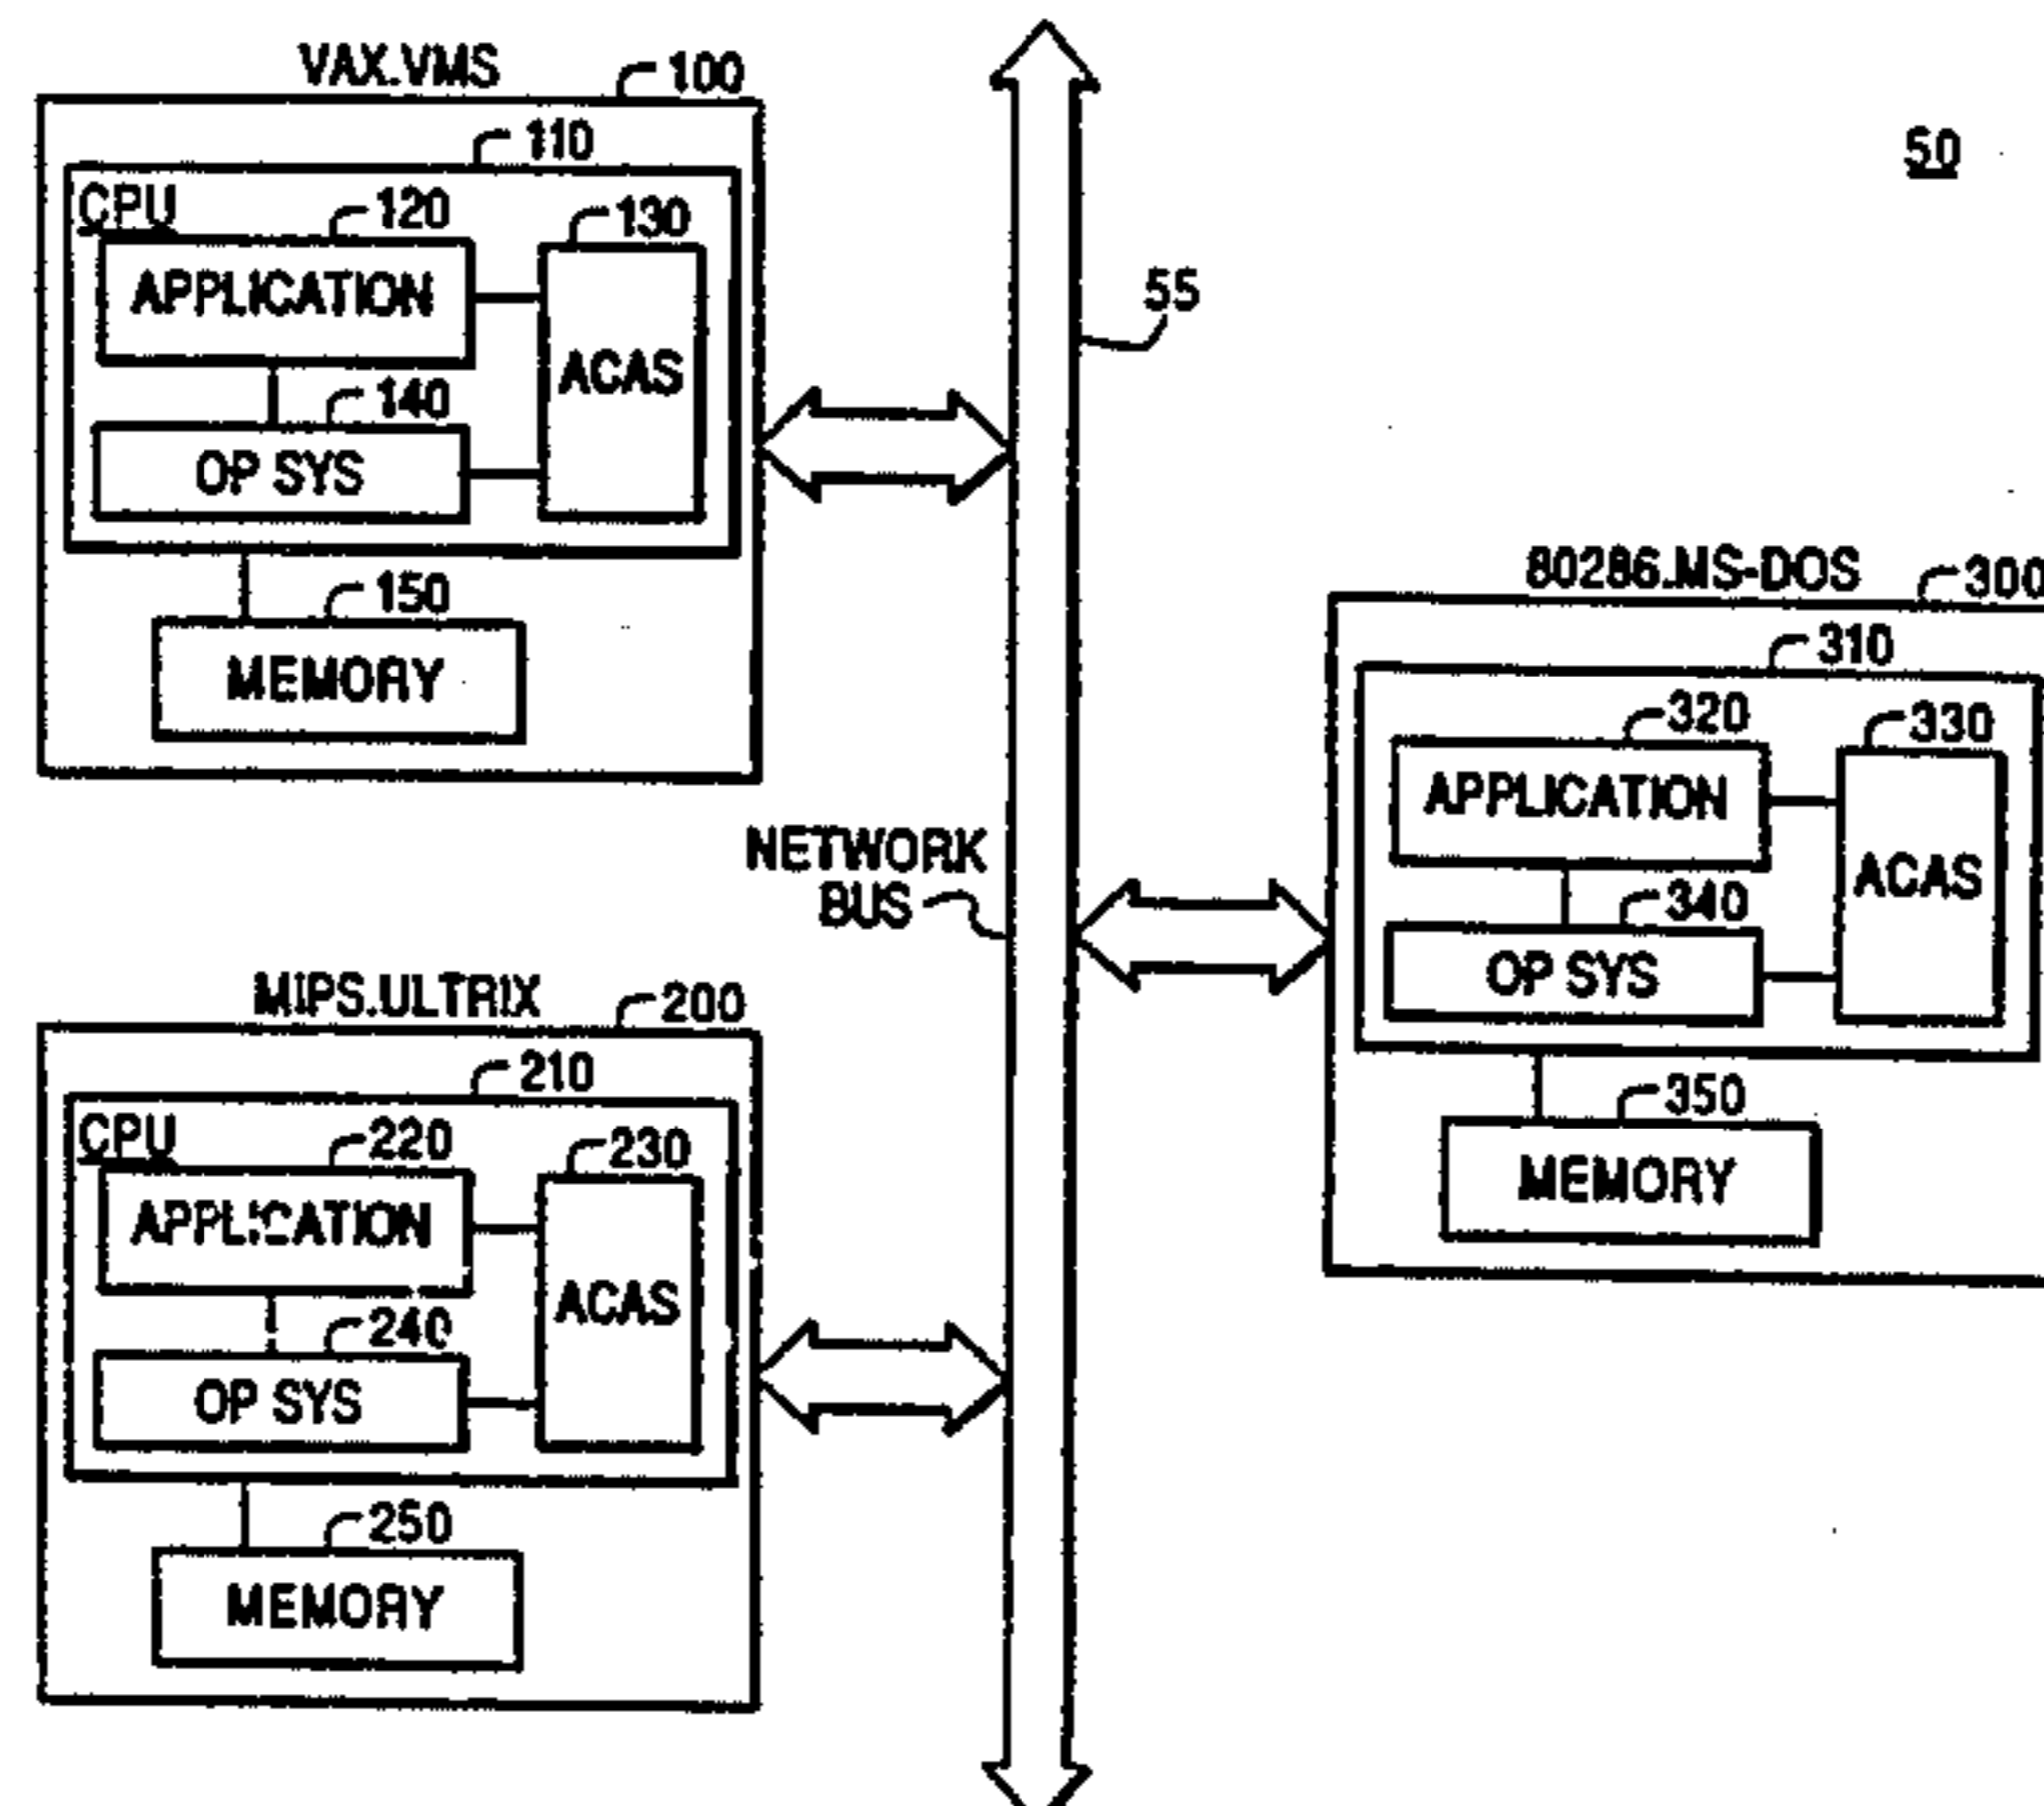 VAX.VMS
100
110
CPU
120
130
APPLICATION
ACAS
140
OP SYS
150
MEMORY
50
55
NETWORK
BUS
80286.MS-DOS
300
310
320
330
APPLICATION
ACAS
340
OP SYS
350
MEMORY
MIPS.ULTRIX
200
210
CPU
220
230
APPLICATION
ACAS
240
OP SYS
250
MEMORY